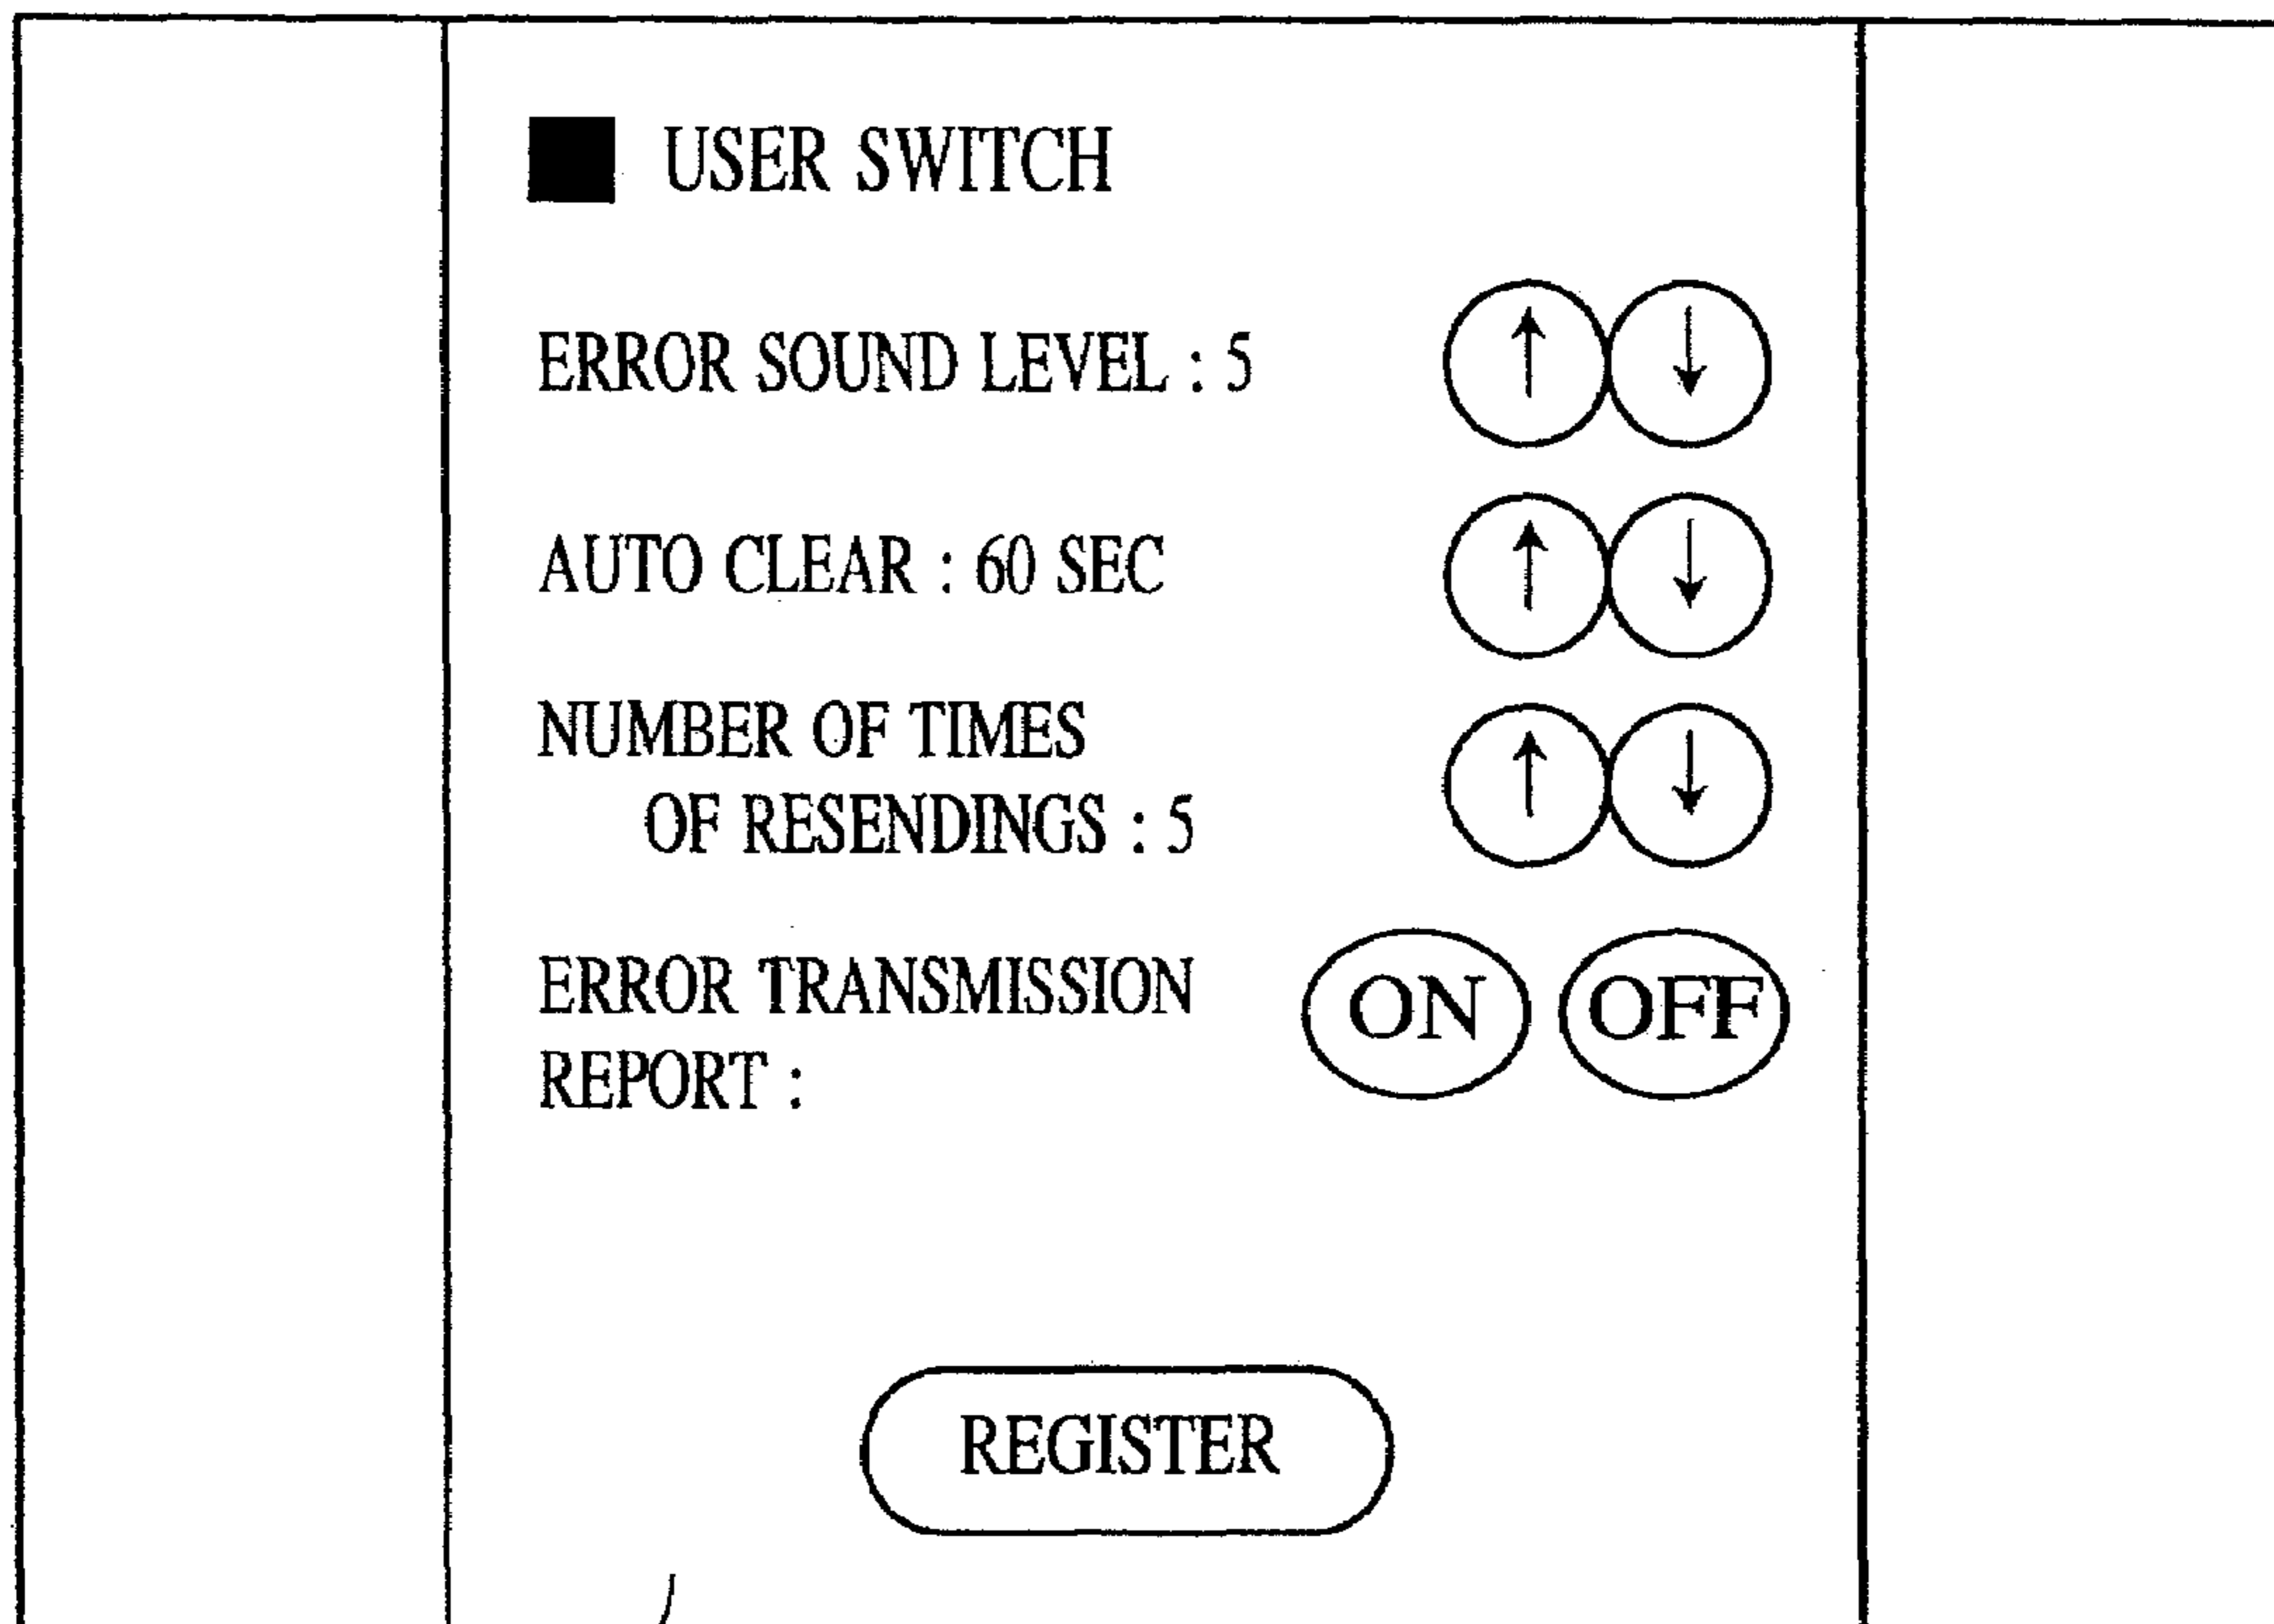 ■ USER SWITCH
ERROR SOUND LEVEL : 5 ↑ ↓
AUTO CLEAR : 60 SEC ↑ ↓
NUMBER OF TIMES
OF RESENDINGS : 5 ↑ ↓
ERROR TRANSMISSION ON OFF
REPORT :
REGISTER